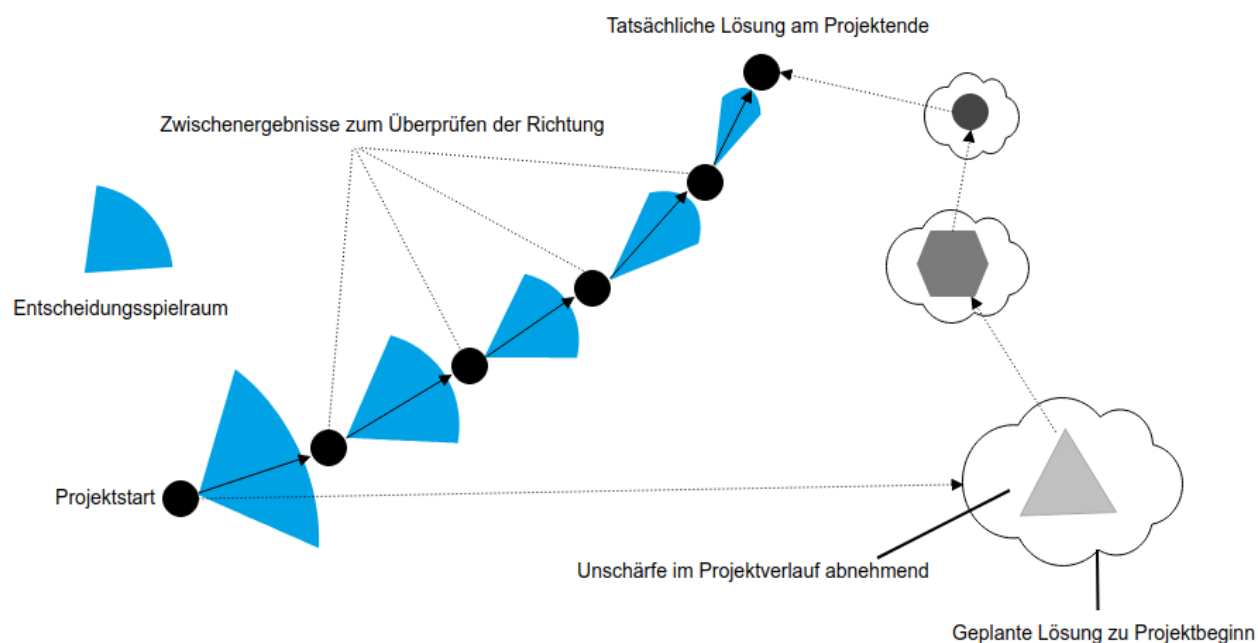 Tatsächliche Lösung am Projektende
Zwischenergebnisse zum Überprüfen der Richtung
Entscheidungsspielraum
Projektstart
Unschärfe im Projektverlauf abnehmend
Geplante Lösung zu Projektbeginn